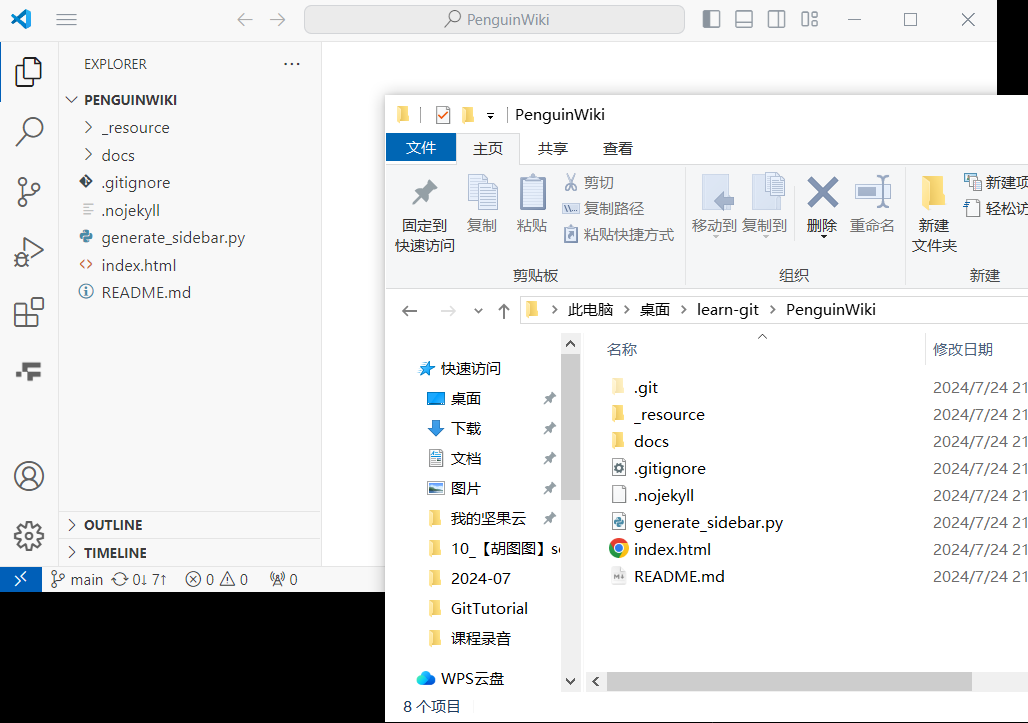 PenguinWiki
EXPLORER
PENGUINWIKI
_resource
docs
.gitignore
.nojekyll
generate_sidebar.py
index.html
README.md
OUTLINE
TIMELINE
main 0↓ 7↑ 0 0 0
PenguinWiki
文件 主页 共享 查看
固定到快速访问
复制
粘贴
剪切
复制路径
粘贴快捷方式
剪贴板
移动到 复制到 删除 重命名
组织
新建文件夹
新建项
轻松访
新建
此电脑 桌面 learn-git PenguinWiki
快速访问
桌面
下载
文档
图片
我的坚果云
10_【胡图图】s
2024-07
GitTutorial
课程录音
WPS云盘
名称 修改日期
.git 2024/7/24 21
_resource 2024/7/24 21
docs 2024/7/24 21
.gitignore 2024/7/24 21
.nojekyll 2024/7/24 21
generate_sidebar.py 2024/7/24 21
index.html 2024/7/24 21
README.md 2024/7/24 21
8 个项目